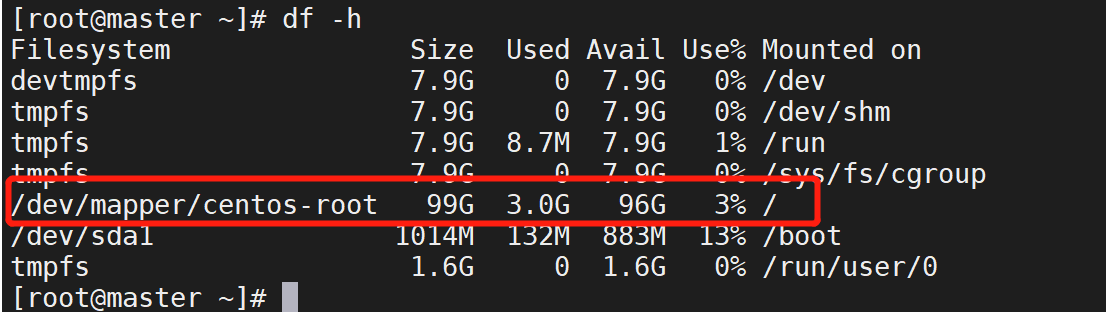 [root@master ~]# df -h
Filesystem               Size  Used Avail Use% Mounted on
devtmpfs                 7.9G     0  7.9G   0% /dev
tmpfs                    7.9G     0  7.9G   0% /dev/shm
tmpfs                    7.9G  8.7M  7.9G   1% /run
tmpfs                    7.9G     0  7.9G   0% /sys/fs/cgroup
/dev/mapper/centos-root   99G  3.0G   96G   3% /
/dev/sda1               1014M  132M  883M  13% /boot
tmpfs                    1.6G     0  1.6G   0% /run/user/0
[root@master ~]#